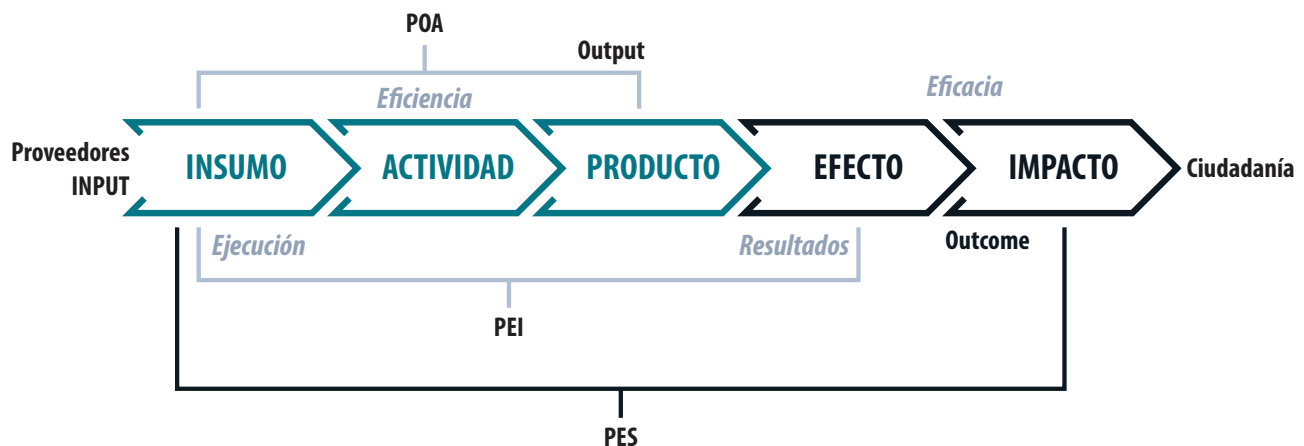 POA
Output
Eficiencia
Eficacia
Proveedores
INPUT
INSUMO
ACTIVIDAD
PRODUCTO
EFECTO
IMPACTO
Ciudadanía
Ejecución
Resultados
Outcome
PEI
PES